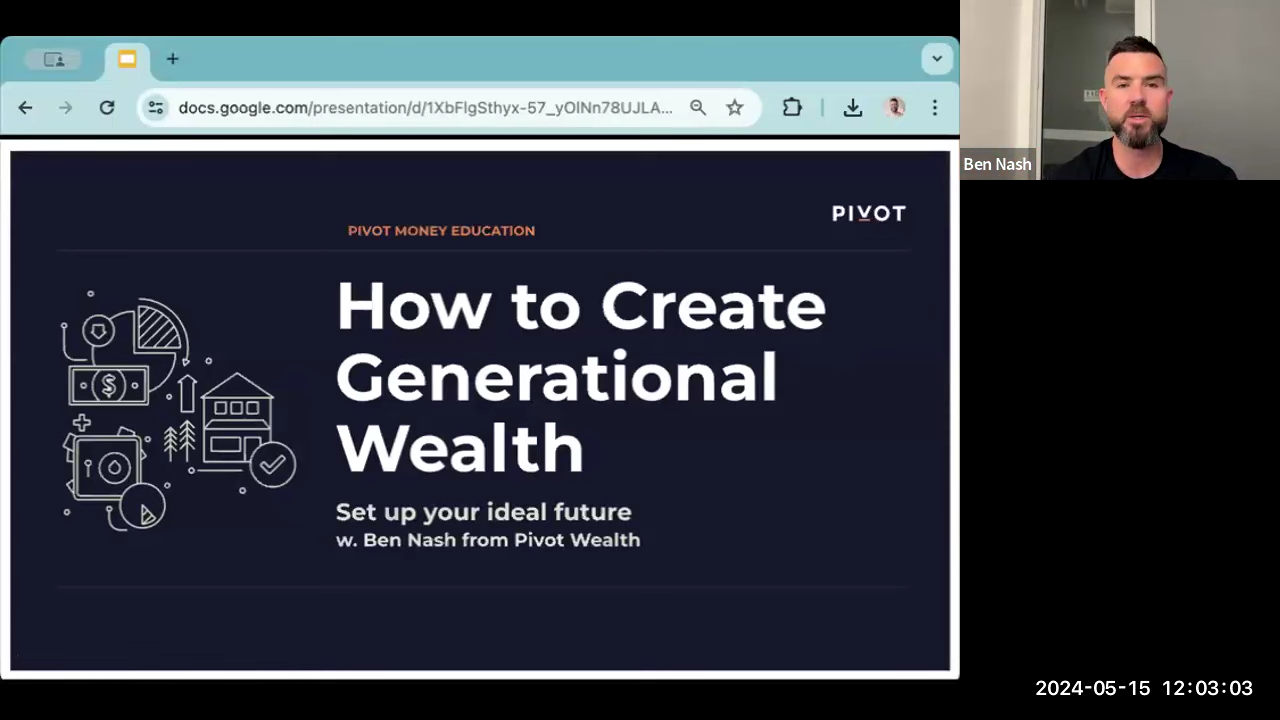 docs.google.com/presentation/d/1XbFlgSthyx-57_yOlNn78UJLA...
Ben Nash
PIVOT
PIVOT MONEY EDUCATION
How to Create
Generational
Wealth
$
Set up your ideal future
w. Ben Nash from Pivot Wealth
2024-05-15 12:03:03